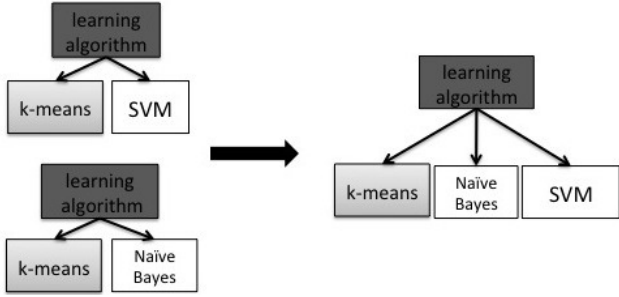 learning
algorithm
k-means
SVM
learning
algorithm
k-means
Naïve
Bayes
learning
algorithm
k-means
Naïve
Bayes
SVM